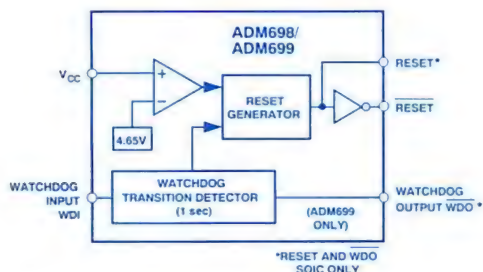 ADM698/
ADM699
VCC
+
−
4.65V
RESET
GENERATOR
RESET*
RESET
WATCHDOG
INPUT
WDI
WATCHDOG
TRANSITION DETECTOR
(1 sec)
(ADM699
ONLY)
WATCHDOG
OUTPUT WDO *
*RESET AND WDO
SOIC ONLY